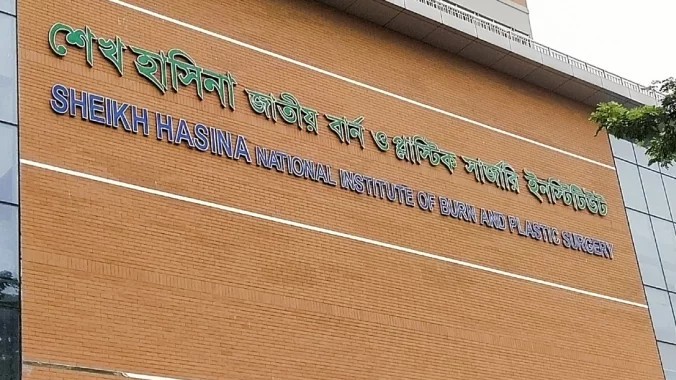 শেখ হাসিনা জাতীয় বার্ন ও প্লাস্টিক সার্জারি ইনস্টিটিউট
SHEIKH HASINA NATIONAL INSTITUTE OF BURN AND PLASTIC SURGERY